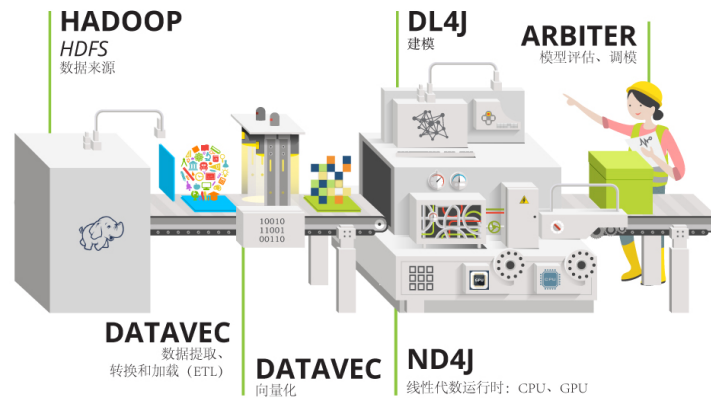 HADOOP
HDFS
数据来源
DL4J
建模
ARBITER
模型评估、调模
10010
11001
00110
DATAVEC
数据提取、
转换和加载（ETL）
DATAVEC
向量化
ND4J
线性代数运行时：CPU、GPU
GPU
CPU